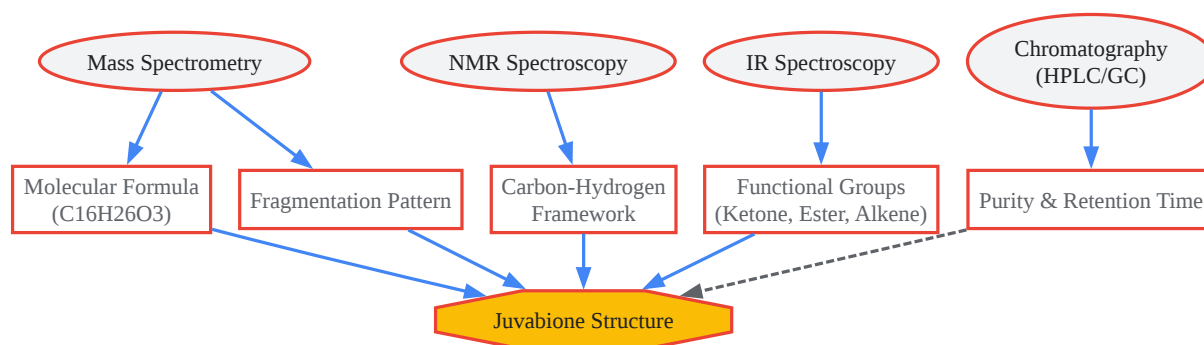 Mass Spectrometry
NMR Spectroscopy
IR Spectroscopy
Chromatography
(HPLC/GC)
Molecular Formula
(C16H26O3)
Fragmentation Pattern
Carbon-Hydrogen
Framework
Functional Groups
(Ketone, Ester, Alkene)
Purity & Retention Time
Juvabione Structure